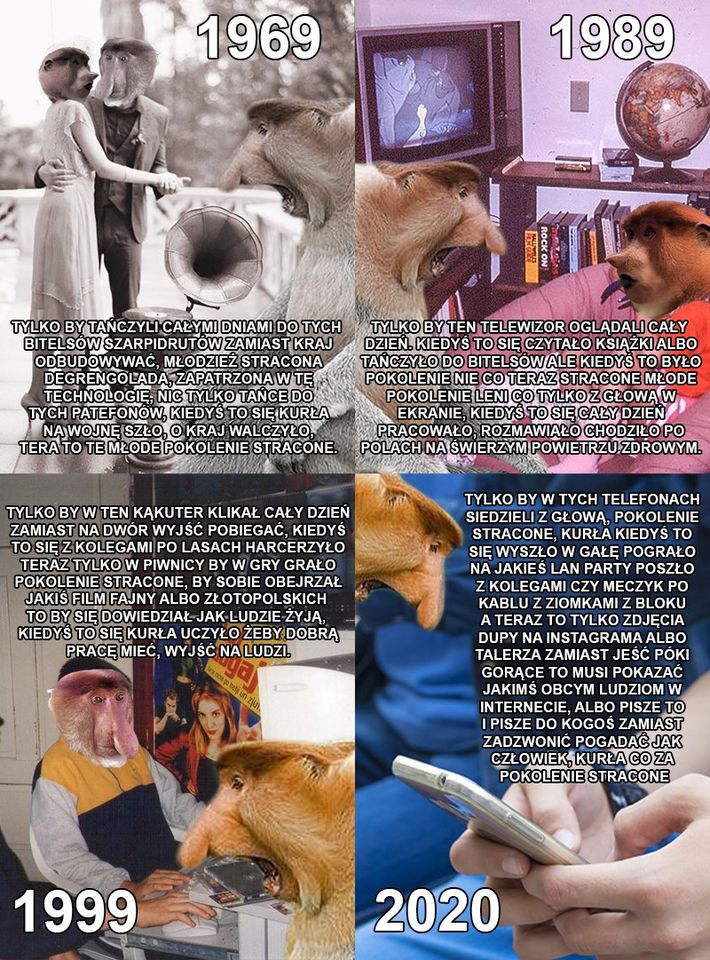 1969
TYLKO BY TAŃCZYLI CAŁYMI DNIAMI DO TYCH
BITELSÓW SZARPIDRUTÓW ZAMIAST KRAJ
ODBUDOWYWAĆ, MŁODZIEŻ STRACONA
DEGRENGOLADA, ZAPATRZONA W TĘ
TECHNOLOGIĘ, NIC TYLKO TAŃCE DO
TYCH PATEFONÓW, KIEDYŚ TO SIĘ KURŁA
NA WOJNĘ SZŁO, O KRAJ WALCZYŁO,
TERA TO TE MŁODE POKOLENIE STRACONE.
1989
ROCK ON!
TYLKO BY TEN TELEWIZOR OGLĄDALI CAŁY
DZIEŃ. KIEDYŚ TO SIĘ CZYTAŁO KSIĄŻKI ALBO
TAŃCZYŁO DO BITELSÓW ALE KIEDYŚ TO BYŁO
POKOLENIE NIE CO TERAZ STRACONE MŁODE
POKOLENIE LENI CO TYLKO Z GŁOWĄ W
EKRANIE, KIEDYŚ TO SIĘ CAŁY DZIEŃ
PRACOWAŁO, ROZMAWIAŁO CHODZIŁO PO
POLACH NA ŚWIERZYM POWIETRZU ZDROWYM.
TYLKO BY W TEN KĄKUTER KLIKAŁ CAŁY DZIEŃ
ZAMIAST NA DWÓR WYJŚĆ POBIEGAĆ, KIEDYŚ
TO SIĘ Z KOLEGAMI PO LASACH HARCERZYŁO
TERAZ TYLKO W PIWNICY BY W GRY GRAŁO
POKOLENIE STRACONE, BY SOBIE OBEJRZAŁ
JAKIŚ FILM FAJNY ALBO ZŁOTOPOLSKICH
TO BY SIĘ DOWIEDZIAŁ JAK LUDZIE ŻYJĄ,
KIEDYŚ TO SIĘ KURŁA UCZYŁO ŻEBY DOBRĄ
PRACĘ MIEĆ, WYJŚĆ NA LUDZI.
1999
TYLKO BY W TYCH TELEFONACH
SIEDZIELI Z GŁOWĄ, POKOLENIE
STRACONE, KURŁA KIEDYŚ TO
SIĘ WYSZŁO W GAŁĘ POGRAŁO
NA JAKIEŚ LAN PARTY POSZŁO
Z KOLEGAMI CZY MECZYK PO
KABLU Z ZIOMKAMI Z BLOKU
A TERAZ TO TYLKO ZDJĘCIA
DUPY NA INSTAGRAMA ALBO
TALERZA ZAMIAST JEŚĆ PÓKI
GORĄCE TO MUSI POKAZAĆ
JAKIMŚ OBCYM LUDZIOM W
INTERNECIE, ALBO PISZE TO
I PISZE DO KOGOŚ ZAMIAST
ZADZWONIĆ POGADAĆ JAK
CZŁOWIEK, KURŁA CO ZA
POKOLENIE STRACONE
2020